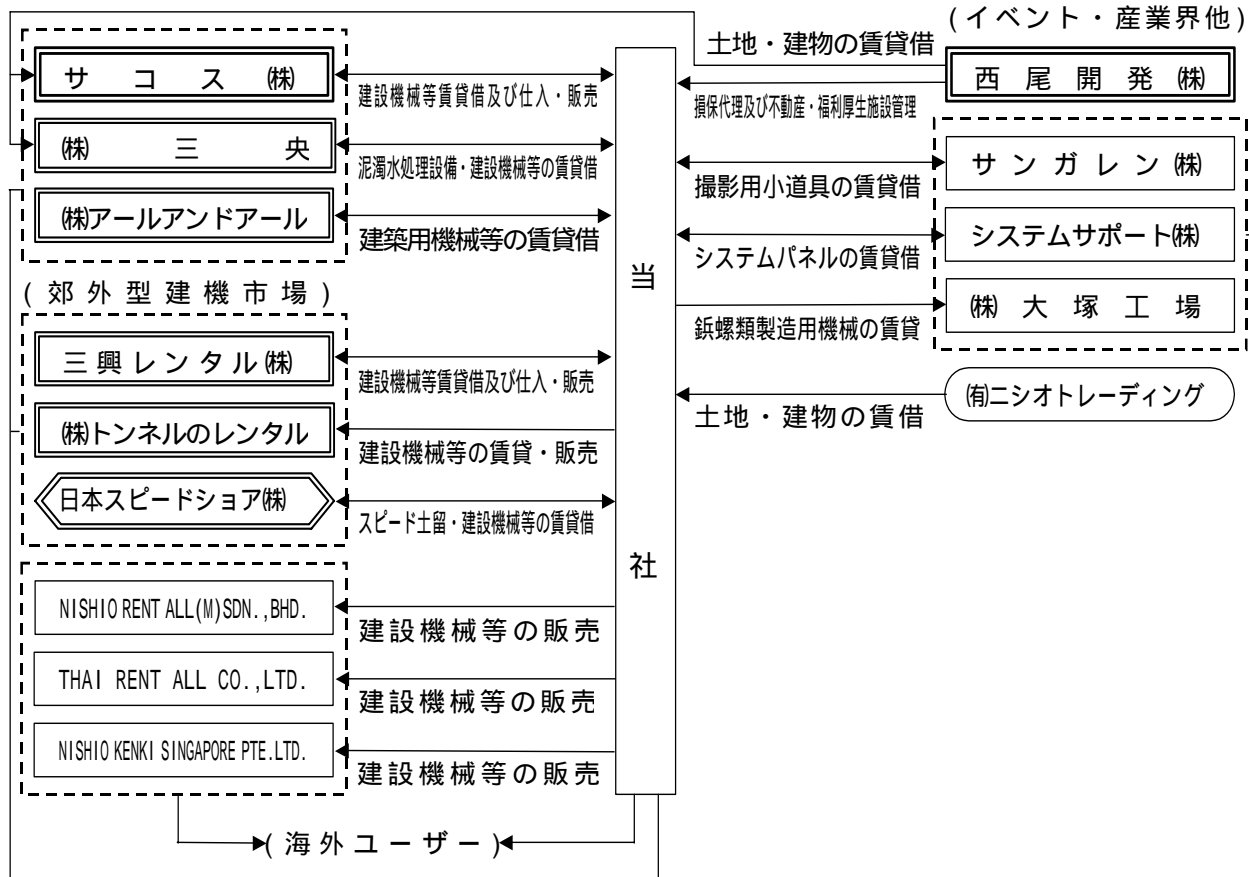 (イベント・産業界他)
土地・建物の賃貸借
サコス㈱
建設機械等賃貸借及び仕入・販売
西尾開発㈱
損保代理及び不動産・福利厚生施設管理
㈱三央
泥濁水処理設備・建設機械等の賃貸借
サンガレン㈱
撮影用小道具の賃貸借
㈱アールアンドアール
建築用機械等の賃貸借
システムサポート㈱
システムパネルの賃貸借
当社
(郊外型建機市場)
㈱大塚工場
鋲螺類製造用機械の賃貸
三興レンタル㈱
建設機械等賃貸借及び仕入・販売
㈲ニシオトレーディング
土地・建物の賃借
㈱トンネルのレンタル
建設機械等の賃貸・販売
日本スピードショア㈱
スピード土留・建設機械等の賃貸借
NISHIO RENT ALL(M)SDN.,BHD.
建設機械等の販売
THAI RENT ALL CO.,LTD.
建設機械等の販売
NISHIO KENKI SINGAPORE PTE.LTD.
建設機械等の販売
(海外ユーザー)